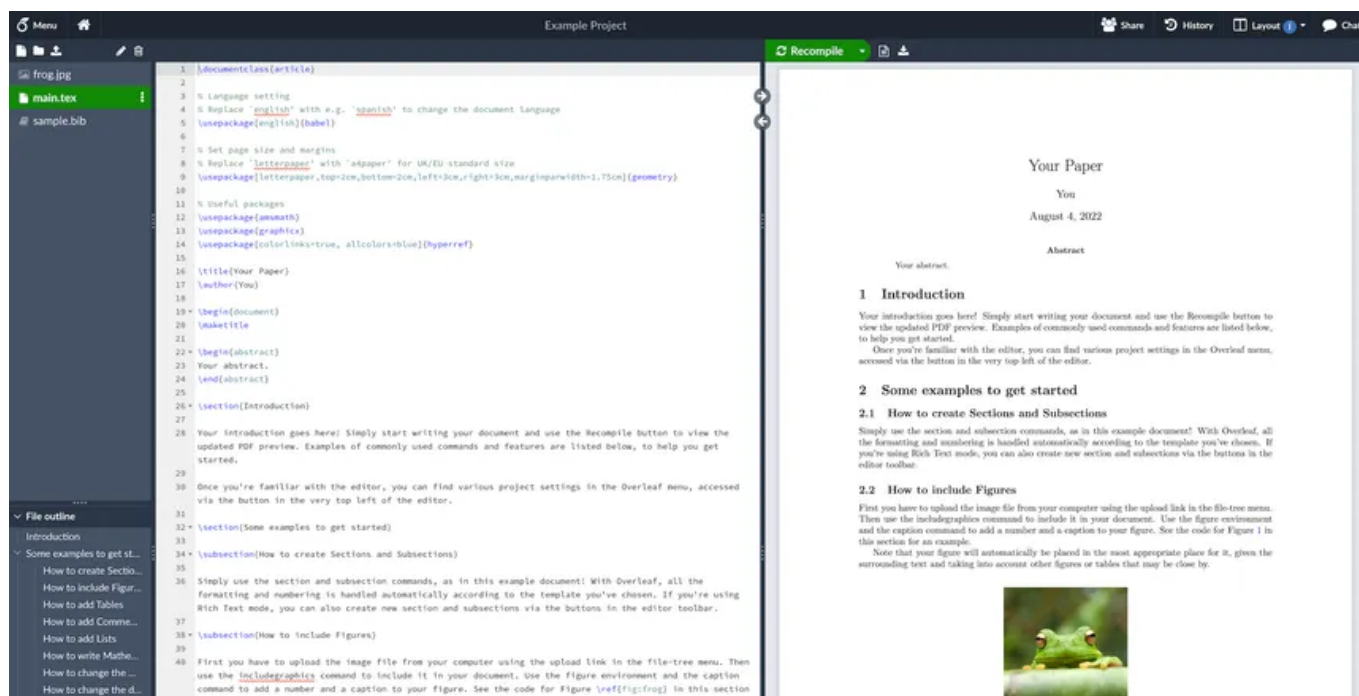 Menu
Example Project
Share
History
Layout
Recompile
frog.jpg
main.tex
sample.bib
File outline
Introduction
Some examples to get st...
How to create Sectio...
How to include Figur...
How to add Tables
How to add Comme...
How to add Lists
How to write Mathe...
How to change the ...
How to change the d...
1 \documentclass{article}
2
3 % Language setting
4 % Replace `english' with e.g. `spanish' to change the document language
5 \usepackage[english]{babel}
6
7 % Set page size and margins
8 % Replace `letterpaper' with `a4paper' for UK/EU standard size
9 \usepackage[letterpaper,top=2cm,bottom=2cm,left=3cm,right=3cm,marginparwidth=1.75cm]{geometry}
10
11 % Useful packages
12 \usepackage{amsmath}
13 \usepackage{graphicx}
14 \usepackage[colorlinks=true, allcolors=blue]{hyperref}
15
16 \title{Your Paper}
17 \author{You}
18
19 \begin{document}
20 \maketitle
21
22 \begin{abstract}
23 Your abstract.
24 \end{abstract}
25
26 \section{Introduction}
27
28 Your introduction goes here! Simply start writing your document and use the Recompile button to view the
updated PDF preview. Examples of commonly used commands and features are listed below, to help you get
started.
29
30 Once you're familiar with the editor, you can find various project settings in the Overleaf menu, accessed
via the button in the very top left of the editor.
31
32 \section{Some examples to get started}
33
34 \subsection{How to create Sections and Subsections}
35
36 Simply use the section and subsection commands, as in this example document! With Overleaf, all the
formatting and numbering is handled automatically according to the template you've chosen. If you're using
Rich Text mode, you can also create new section and subsections via the buttons in the editor toolbar.
37
38 \subsection{How to include Figures}
39
40 First you have to upload the image file from your computer using the upload link in the file-tree menu. Then
use the includegraphics command to include it in your document. Use the figure environment and the caption
command to add a number and a caption to your figure. See the code for Figure \ref{fig:frog} in this section
Your Paper
You
August 4, 2022
Abstract
Your abstract.
1 Introduction
Your introduction goes here! Simply start writing your document and use the Recompile button to
view the updated PDF preview. Examples of commonly used commands and features are listed below,
to help you get started.
Once you're familiar with the editor, you can find various project settings in the Overleaf menu,
accessed via the button in the very top left of the editor.
2 Some examples to get started
2.1 How to create Sections and Subsections
Simply use the section and subsection commands, as in this example document! With Overleaf, all
the formatting and numbering is handled automatically according to the template you've chosen. If
you're using Rich Text mode, you can also create new section and subsections via the buttons in the
editor toolbar.
2.2 How to include Figures
First you have to upload the image file from your computer using the upload link in the file-tree menu.
Then use the includegraphics command to include it in your document. Use the figure environment
and the caption command to add a number and a caption to your figure. See the code for Figure 1 in
this section for an example.
Note that your figure will automatically be placed in the most appropriate place for it, given the
surrounding text and taking into account other figures or tables that may be close by.